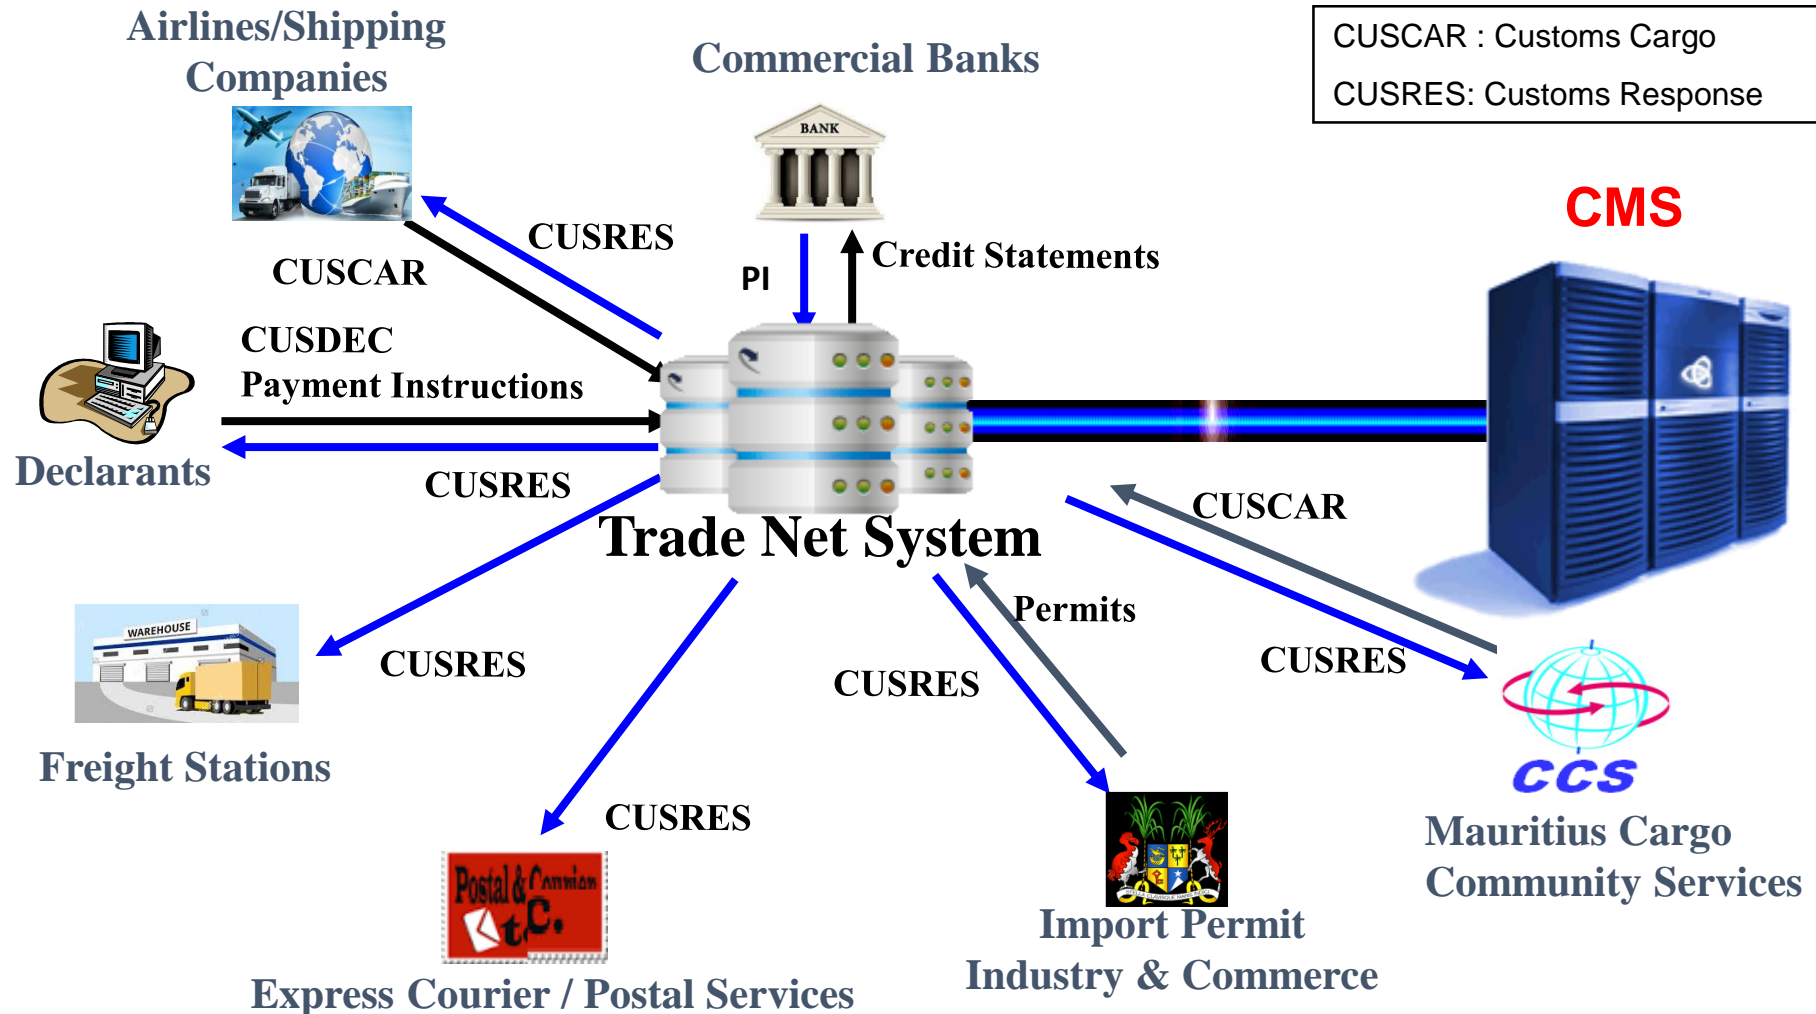 Airlines/Shipping
Companies
Commercial Banks
CUSCAR : Customs Cargo
CUSRES: Customs Response
BANK
CMS
CUSRES
CUSCAR
PI
Credit Statements
CUSDEC
Payment Instructions
Declarants
CUSRES
Trade Net System
CUSCAR
WAREHOUSE
CUSRES
Permits
CUSRES
CUSRES
Freight Stations
CCS
CUSRES
Mauritius Cargo
Community Services
Postal &
Import Permit
Industry & Commerce
Express Courier / Postal Services